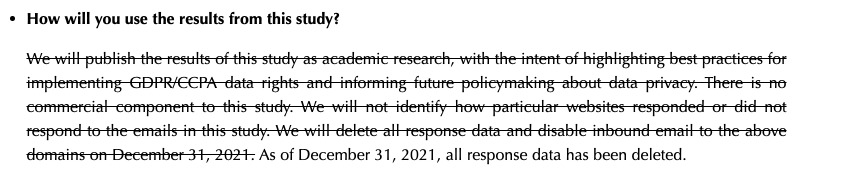 • How will you use the results from this study?
We will publish the results of this study as academic research, with the intent of highlighting best practices for
implementing GDPR/CCPA data rights and informing future policymaking about data privacy. There is no
commercial component to this study. We will not identify how particular websites responded or did not
respond to the emails in this study. We will delete all response data and disable inbound email to the above
domains on December 31, 2021. As of December 31, 2021, all response data has been deleted.